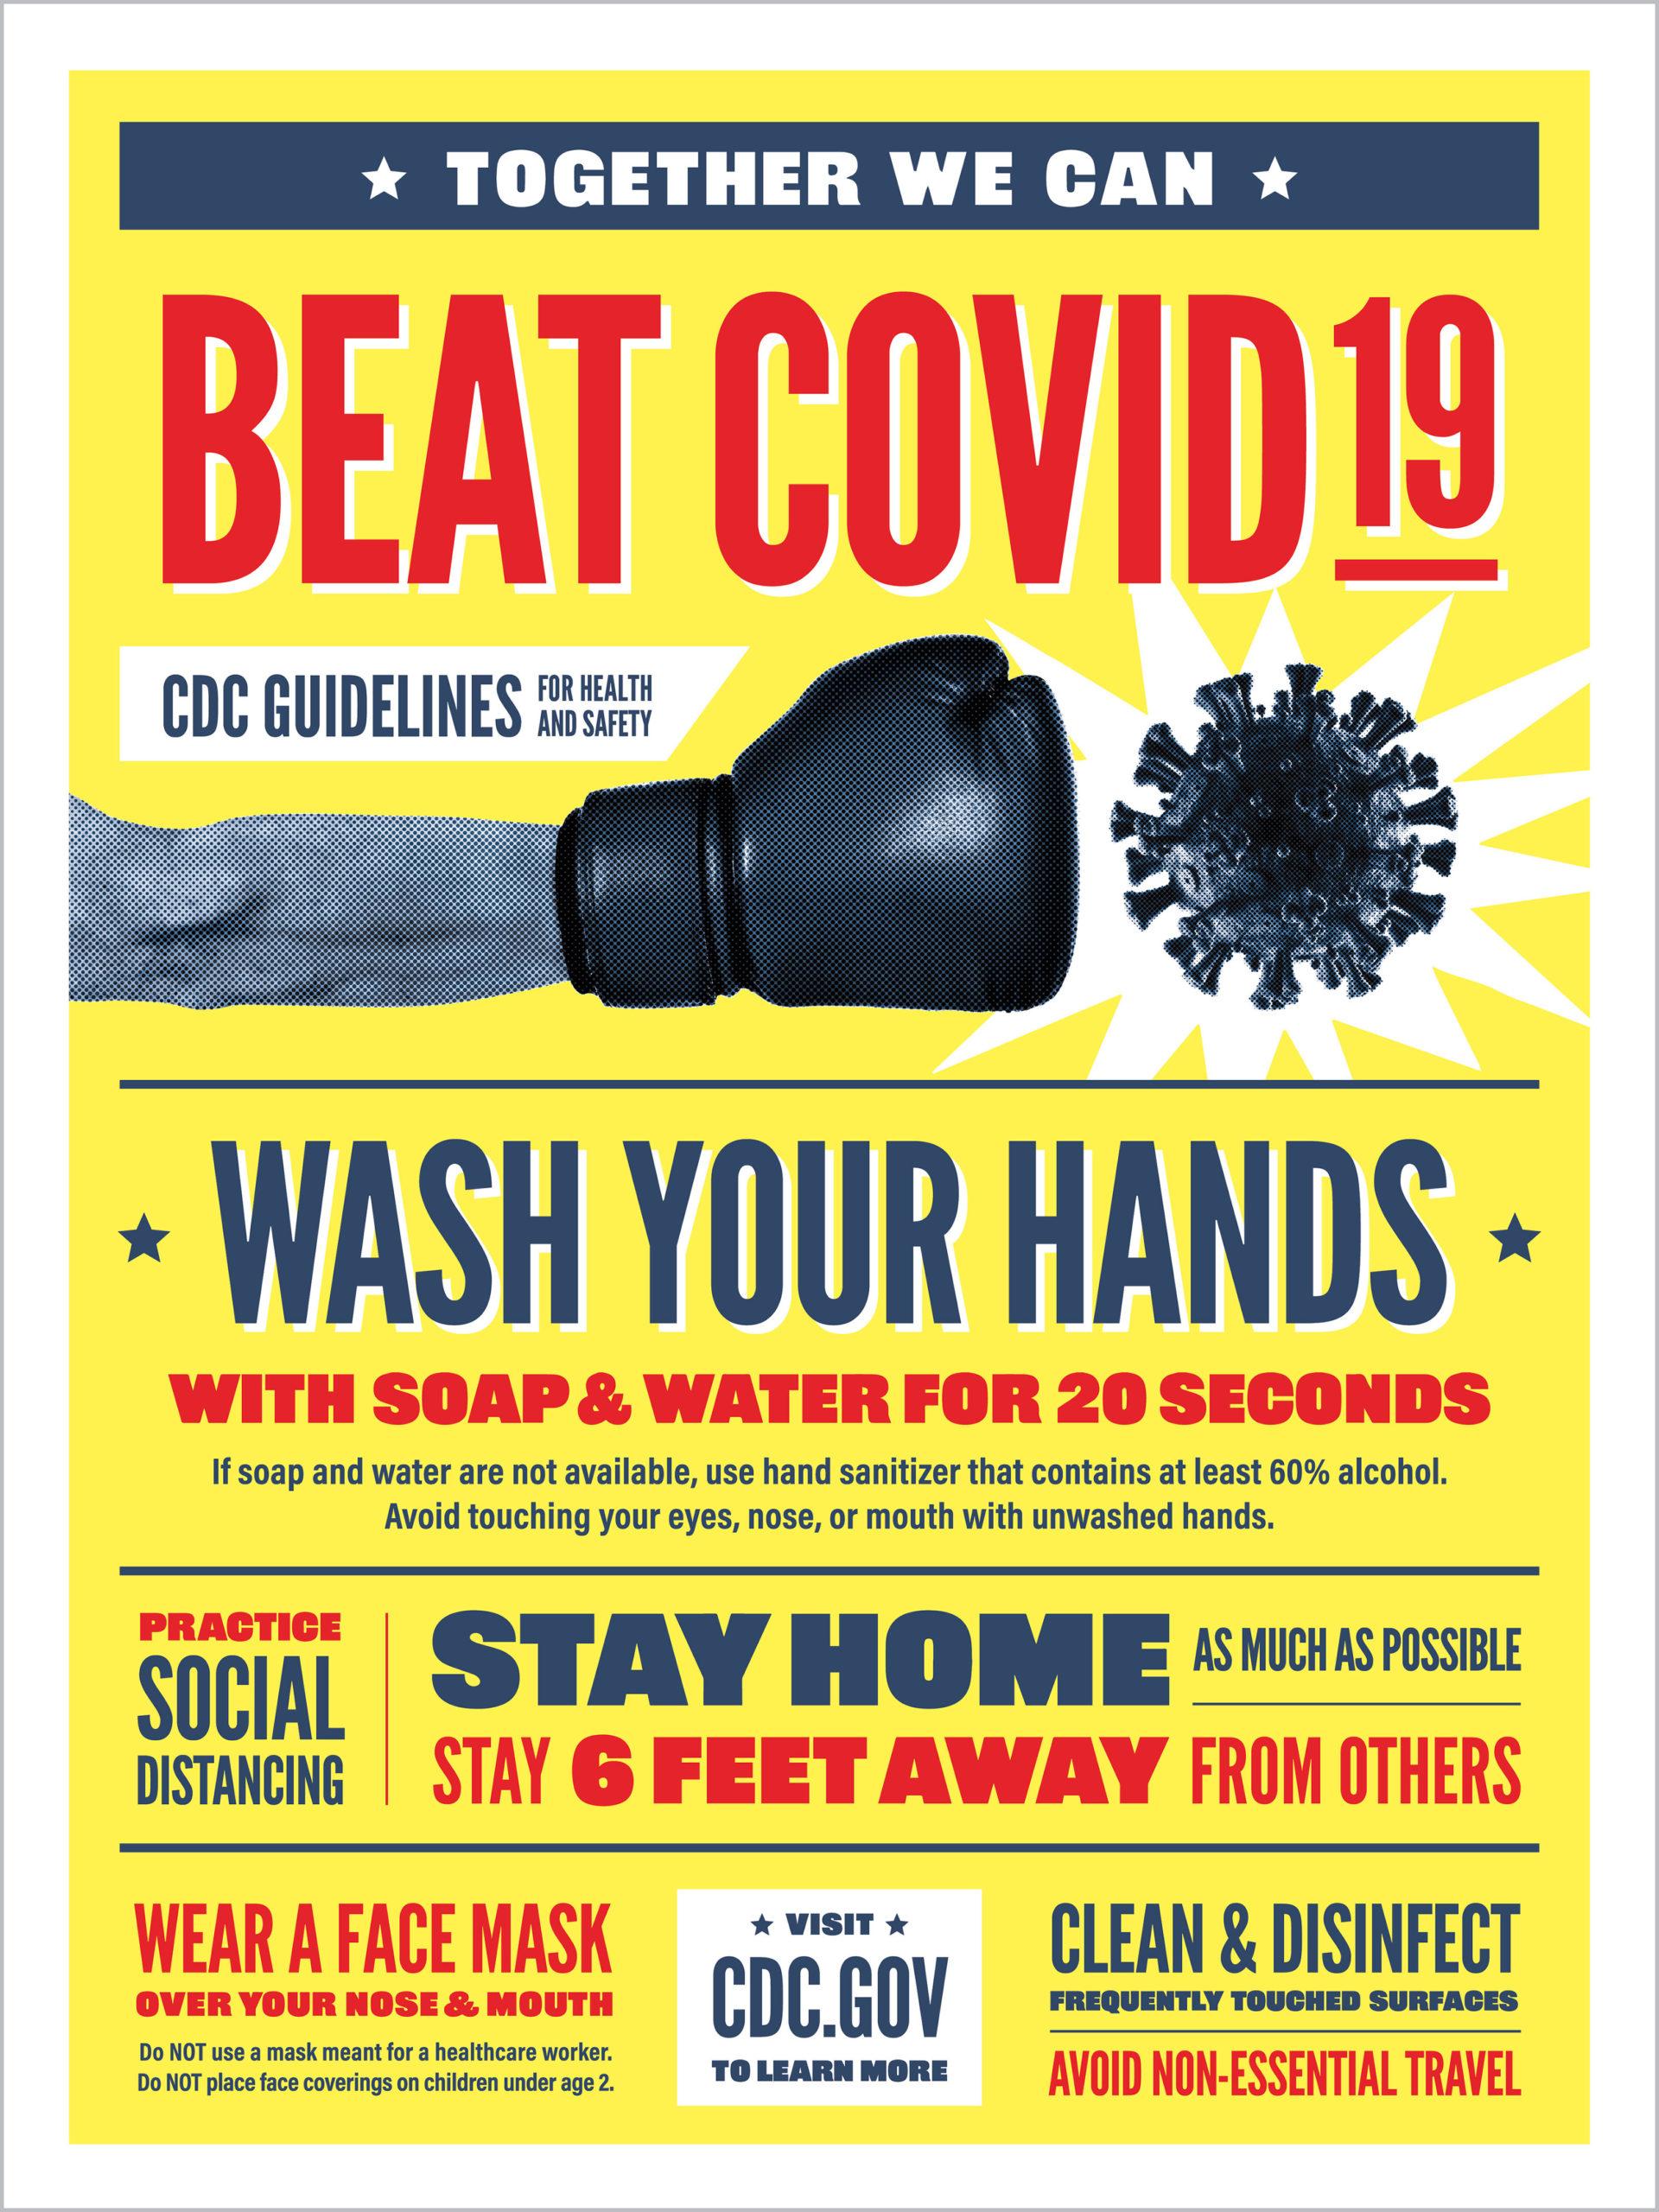 ★ TOGETHER WE CAN ★
BEAT COVID19
CDC GUIDELINES FOR HEALTH
AND SAFETY
★ WASH YOUR HANDS ★
WITH SOAP & WATER FOR 20 SECONDS
If soap and water are not available, use hand sanitizer that contains at least 60% alcohol.
Avoid touching your eyes, nose, or mouth with unwashed hands.
PRACTICE
SOCIAL
DISTANCING
STAY HOME AS MUCH AS POSSIBLE
STAY 6 FEET AWAY FROM OTHERS
WEAR A FACE MASK
OVER YOUR NOSE & MOUTH
Do NOT use a mask meant for a healthcare worker.
Do NOT place face coverings on children under age 2.
★ VISIT ★
CDC.GOV
TO LEARN MORE
CLEAN & DISINFECT
FREQUENTLY TOUCHED SURFACES
AVOID NON-ESSENTIAL TRAVEL